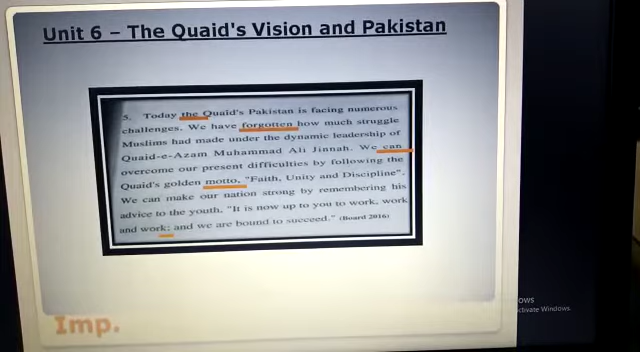 Unit 6 – The Quaid's Vision and Pakistan
5. Today the Quaid's Pakistan is facing numerous
challenges. We have forgotten how much struggle
Muslims had made under the dynamic leadership of
Quaid-e-Azam Muhammad Ali Jinnah. We can
overcome our present difficulties by following the
Quaid's golden motto, "Faith, Unity and Discipline".
We can make our nation strong by remembering his
advice to the youth. "It is now up to you to work, work
and work; and we are bound to succeed." (Board 2016)
Imp.
ows
ctivate Windows.